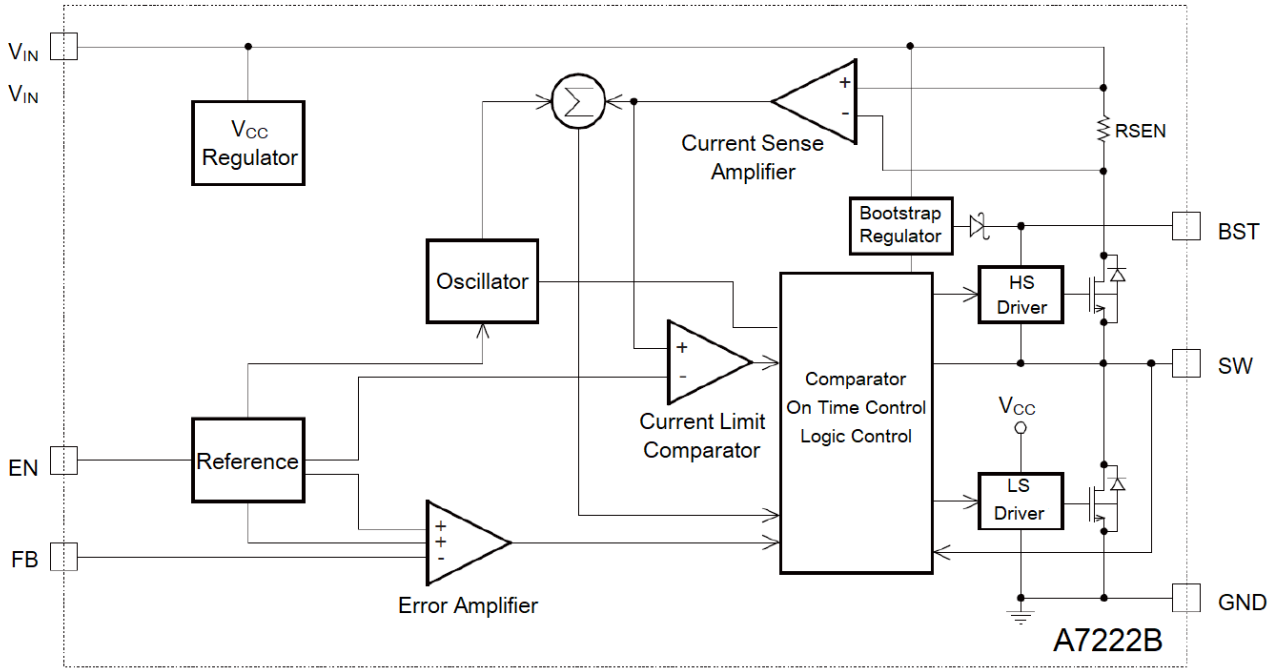 VIN
VIN
VCC
Regulator
Σ
+
-
Current Sense
Amplifier
RSEN
Bootstrap
Regulator
BST
Oscillator
HS
Driver
+
-
Current Limit
Comparator
Comparator
On Time Control
Logic Control
SW
VCC
EN
Reference
LS
Driver
+
+
-
FB
Error Amplifier
GND
A7222B